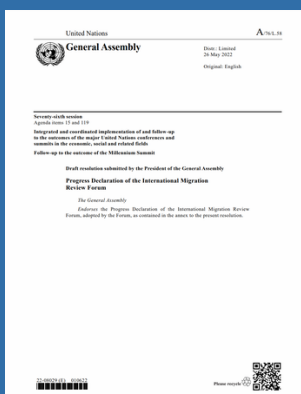 United Nations
A/76/L.58
General Assembly
Distr.: Limited
26 May 2022
Original: English
Seventy-sixth session
Agenda items 15 and 119
Integrated and coordinated implementation of and follow-up
to the outcomes of the major United Nations conferences and
summits in the economic, social and related fields
Follow-up to the outcome of the Millennium Summit
Draft resolution submitted by the President of the General Assembly
Progress Declaration of the International Migration
Review Forum
The General Assembly
Endorses the Progress Declaration of the International Migration Review
Forum, adopted by the Forum, as contained in the annex to the present resolution.
22-08029 (E) 010622
Please recycle